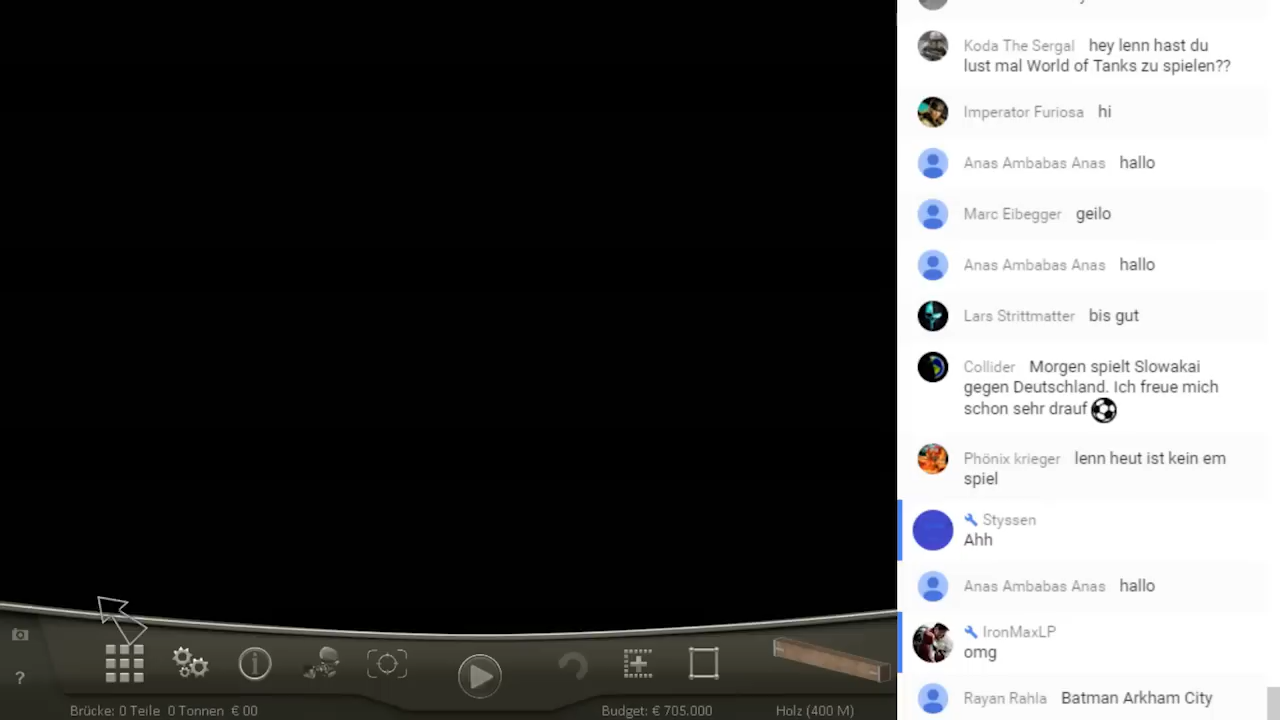 Koda The Sergal hey lenn hast du
lust mal World of Tanks zu spielen??
Imperator Furiosa hi
Anas Ambabas Anas hallo
Marc Eibegger geilo
Anas Ambabas Anas hallo
Lars Strittmatter bis gut
Collider Morgen spielt Slowakai
gegen Deutschland. Ich freue mich
schon sehr drauf
Phönix krieger lenn heut ist kein em
spiel
Styssen
Ahh
Anas Ambabas Anas hallo
IronMaxLP
omg
Rayan Rahla Batman Arkham City
?
Brücke: 0 Teile 0 Tonnen € 00
Budget: € 705.000
Holz (400 M)